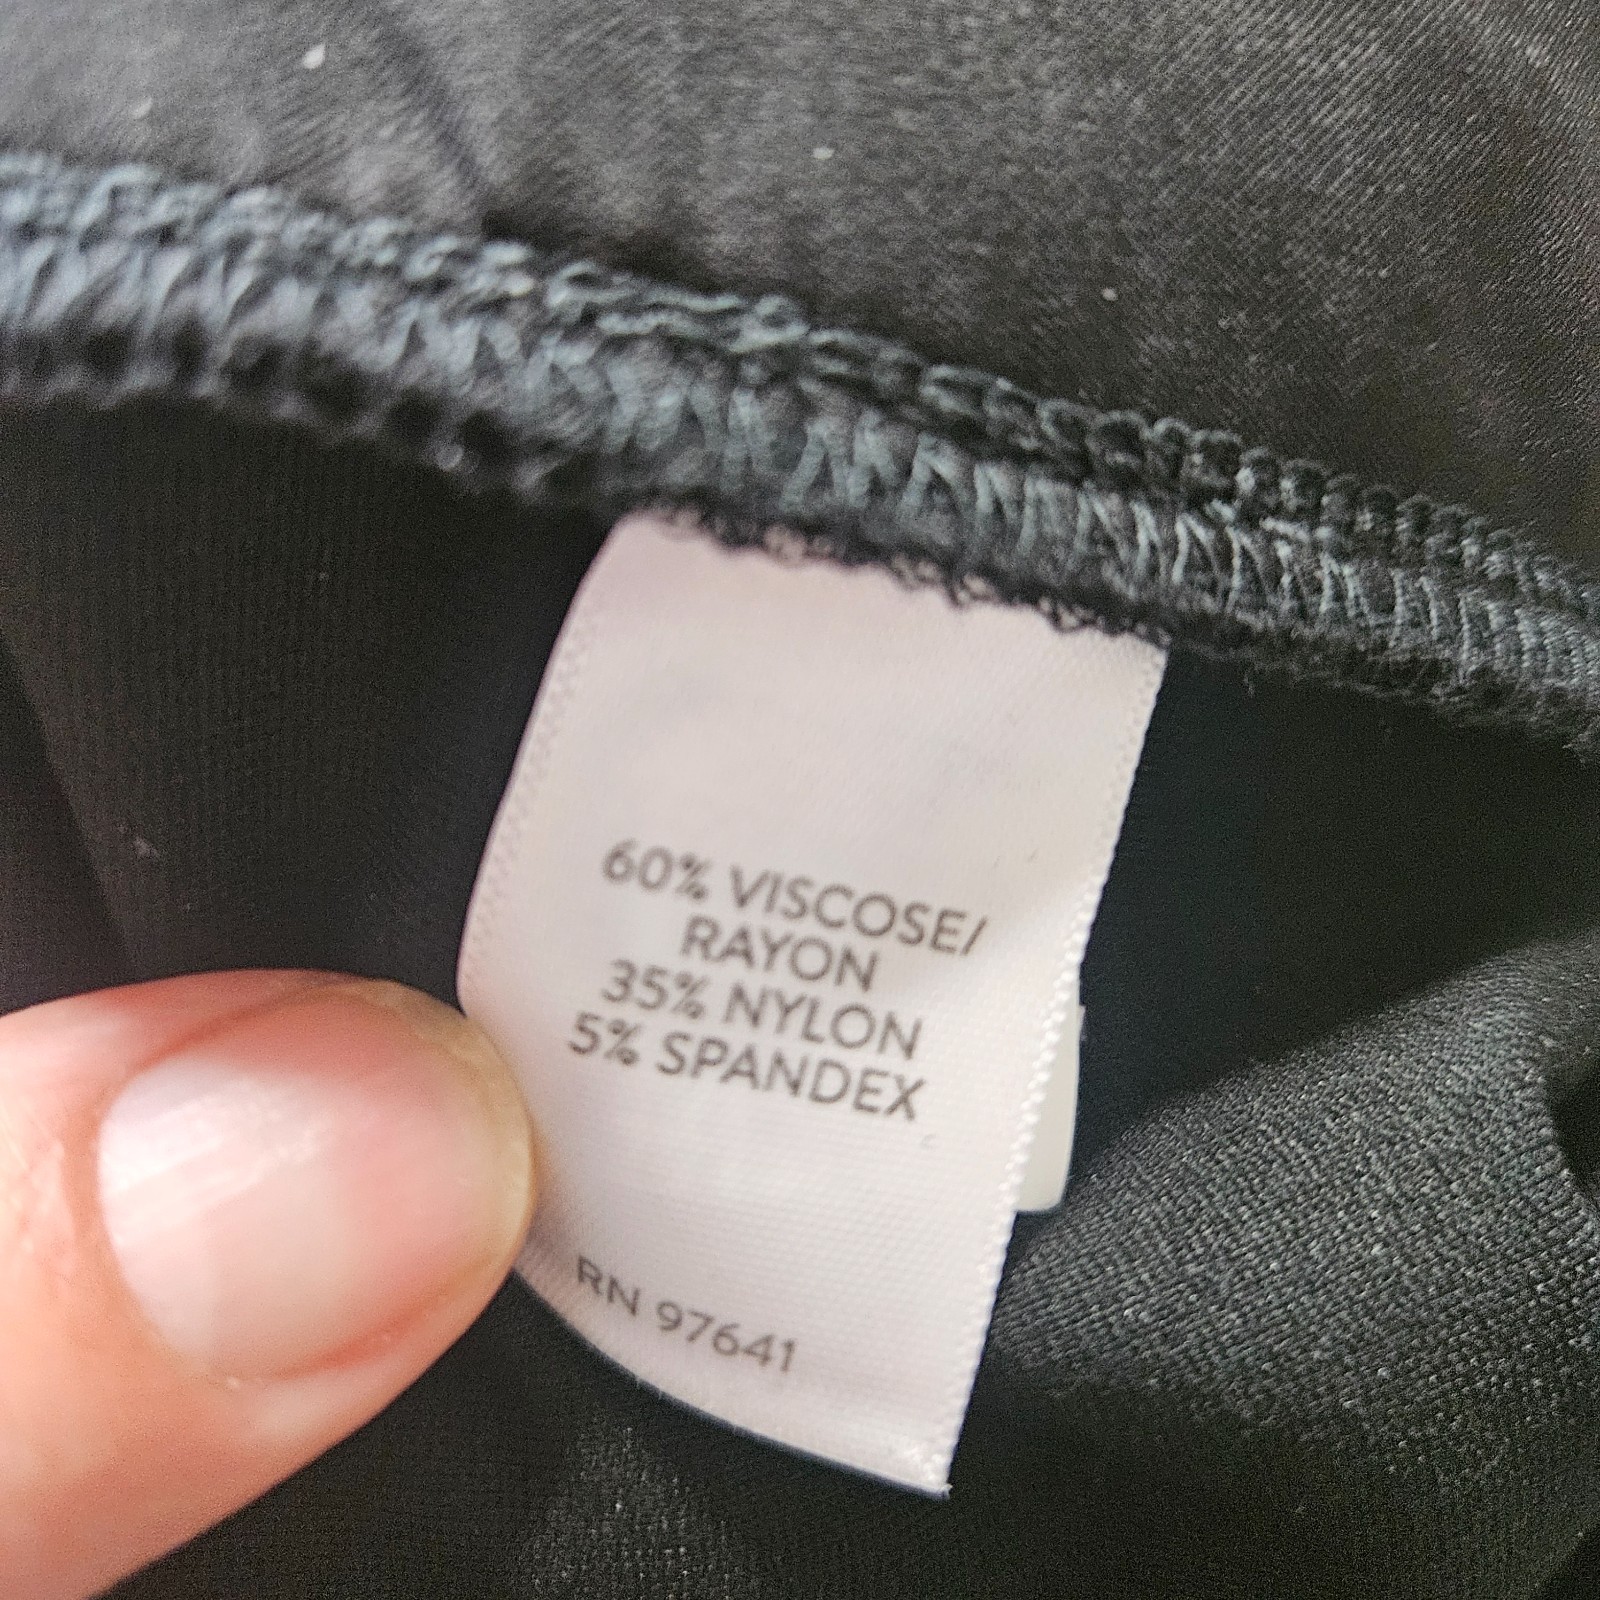 60% VISCOSE/
RAYON
35% NYLON
5% SPANDEX
RN 97641